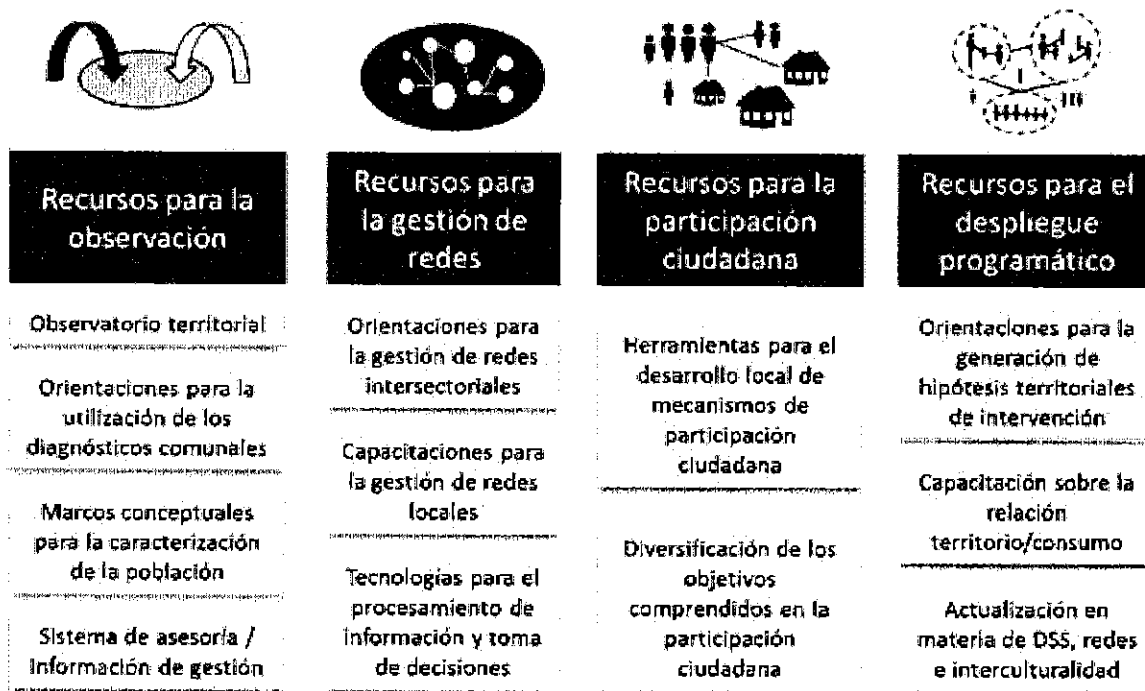 Recursos para la
observación
Observatorio territorial
Orientaciones para la
utilización de los
diagnósticos comunales
Marcos conceptuales
para la caracterización
de la población
Sistema de asesoría /
Información de gestión
Recursos para
la gestión de
redes
Orientaciones para
la gestión de redes
intersectoriales
Capacitaciones para
la gestión de redes
locales
Tecnologías para el
procesamiento de
información y toma
de decisiones
Recursos para la
participación
ciudadana
Herramientas para el
desarrollo local de
mecanismos de
participación
ciudadana
Diversificación de los
objetivos
comprendidos en la
participación
ciudadana
Recursos para el
despliegue
programático
Orientaciones para la
generación de
hipótesis territoriales
de intervención
Capacitación sobre la
relación
territorio/consumo
Actualización en
materia de DSS, redes
e interculturalidad